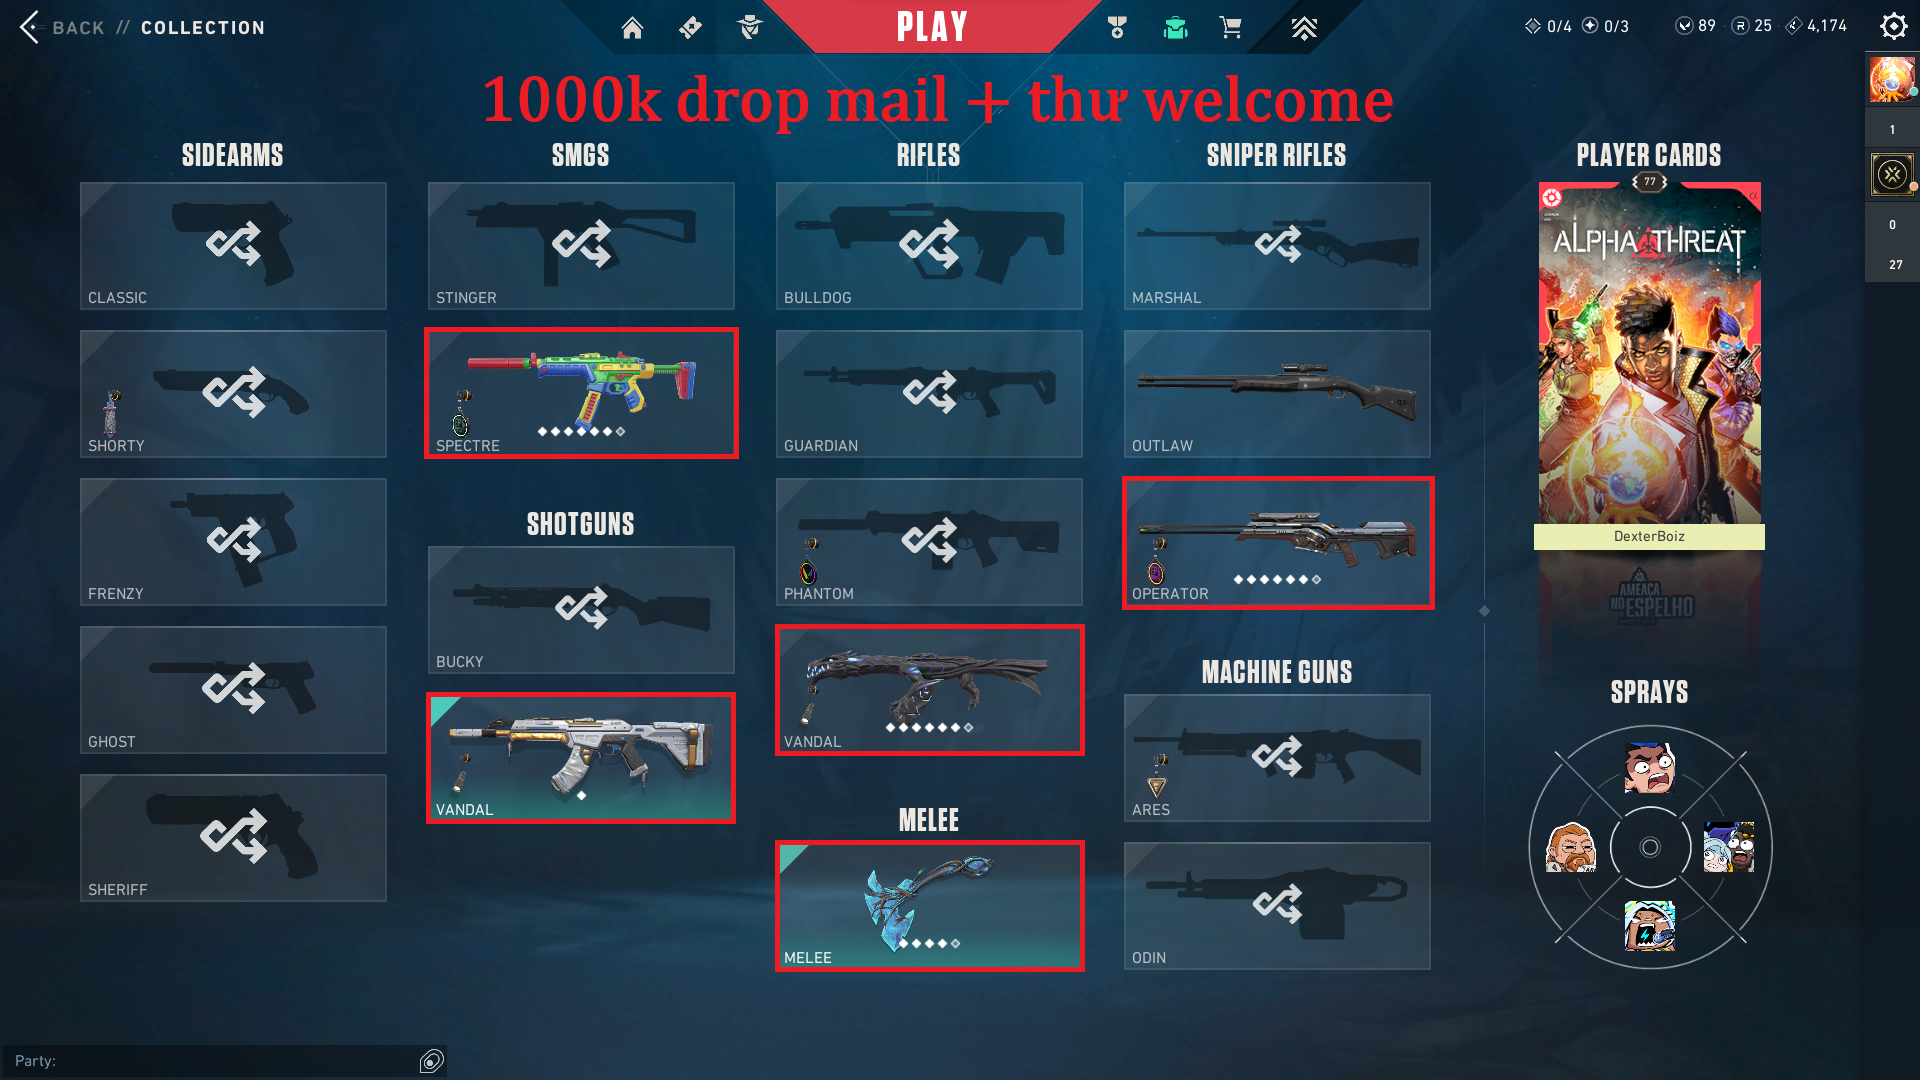 BACK // COLLECTION
PLAY
0/4 0/3 89 R 25 4,174
1000k drop mail + thư welcome
SIDEARMS
SMGS
RIFLES
SNIPER RIFLES
PLAYER CARDS
1
77
ALPHA THREAT
CLASSIC
STINGER
BULLDOG
MARSHAL
0
27
SHORTY
SPECTRE
GUARDIAN
OUTLAW
SHOTGUNS
DexterBoiz
FRENZY
PHANTOM
OPERATOR
AMEAÇA
NO ESPELHO
BUCKY
MACHINE GUNS
SPRAYS
GHOST
VANDAL
VANDAL
ARES
MELEE
SHERIFF
MELEE
ODIN
Party: